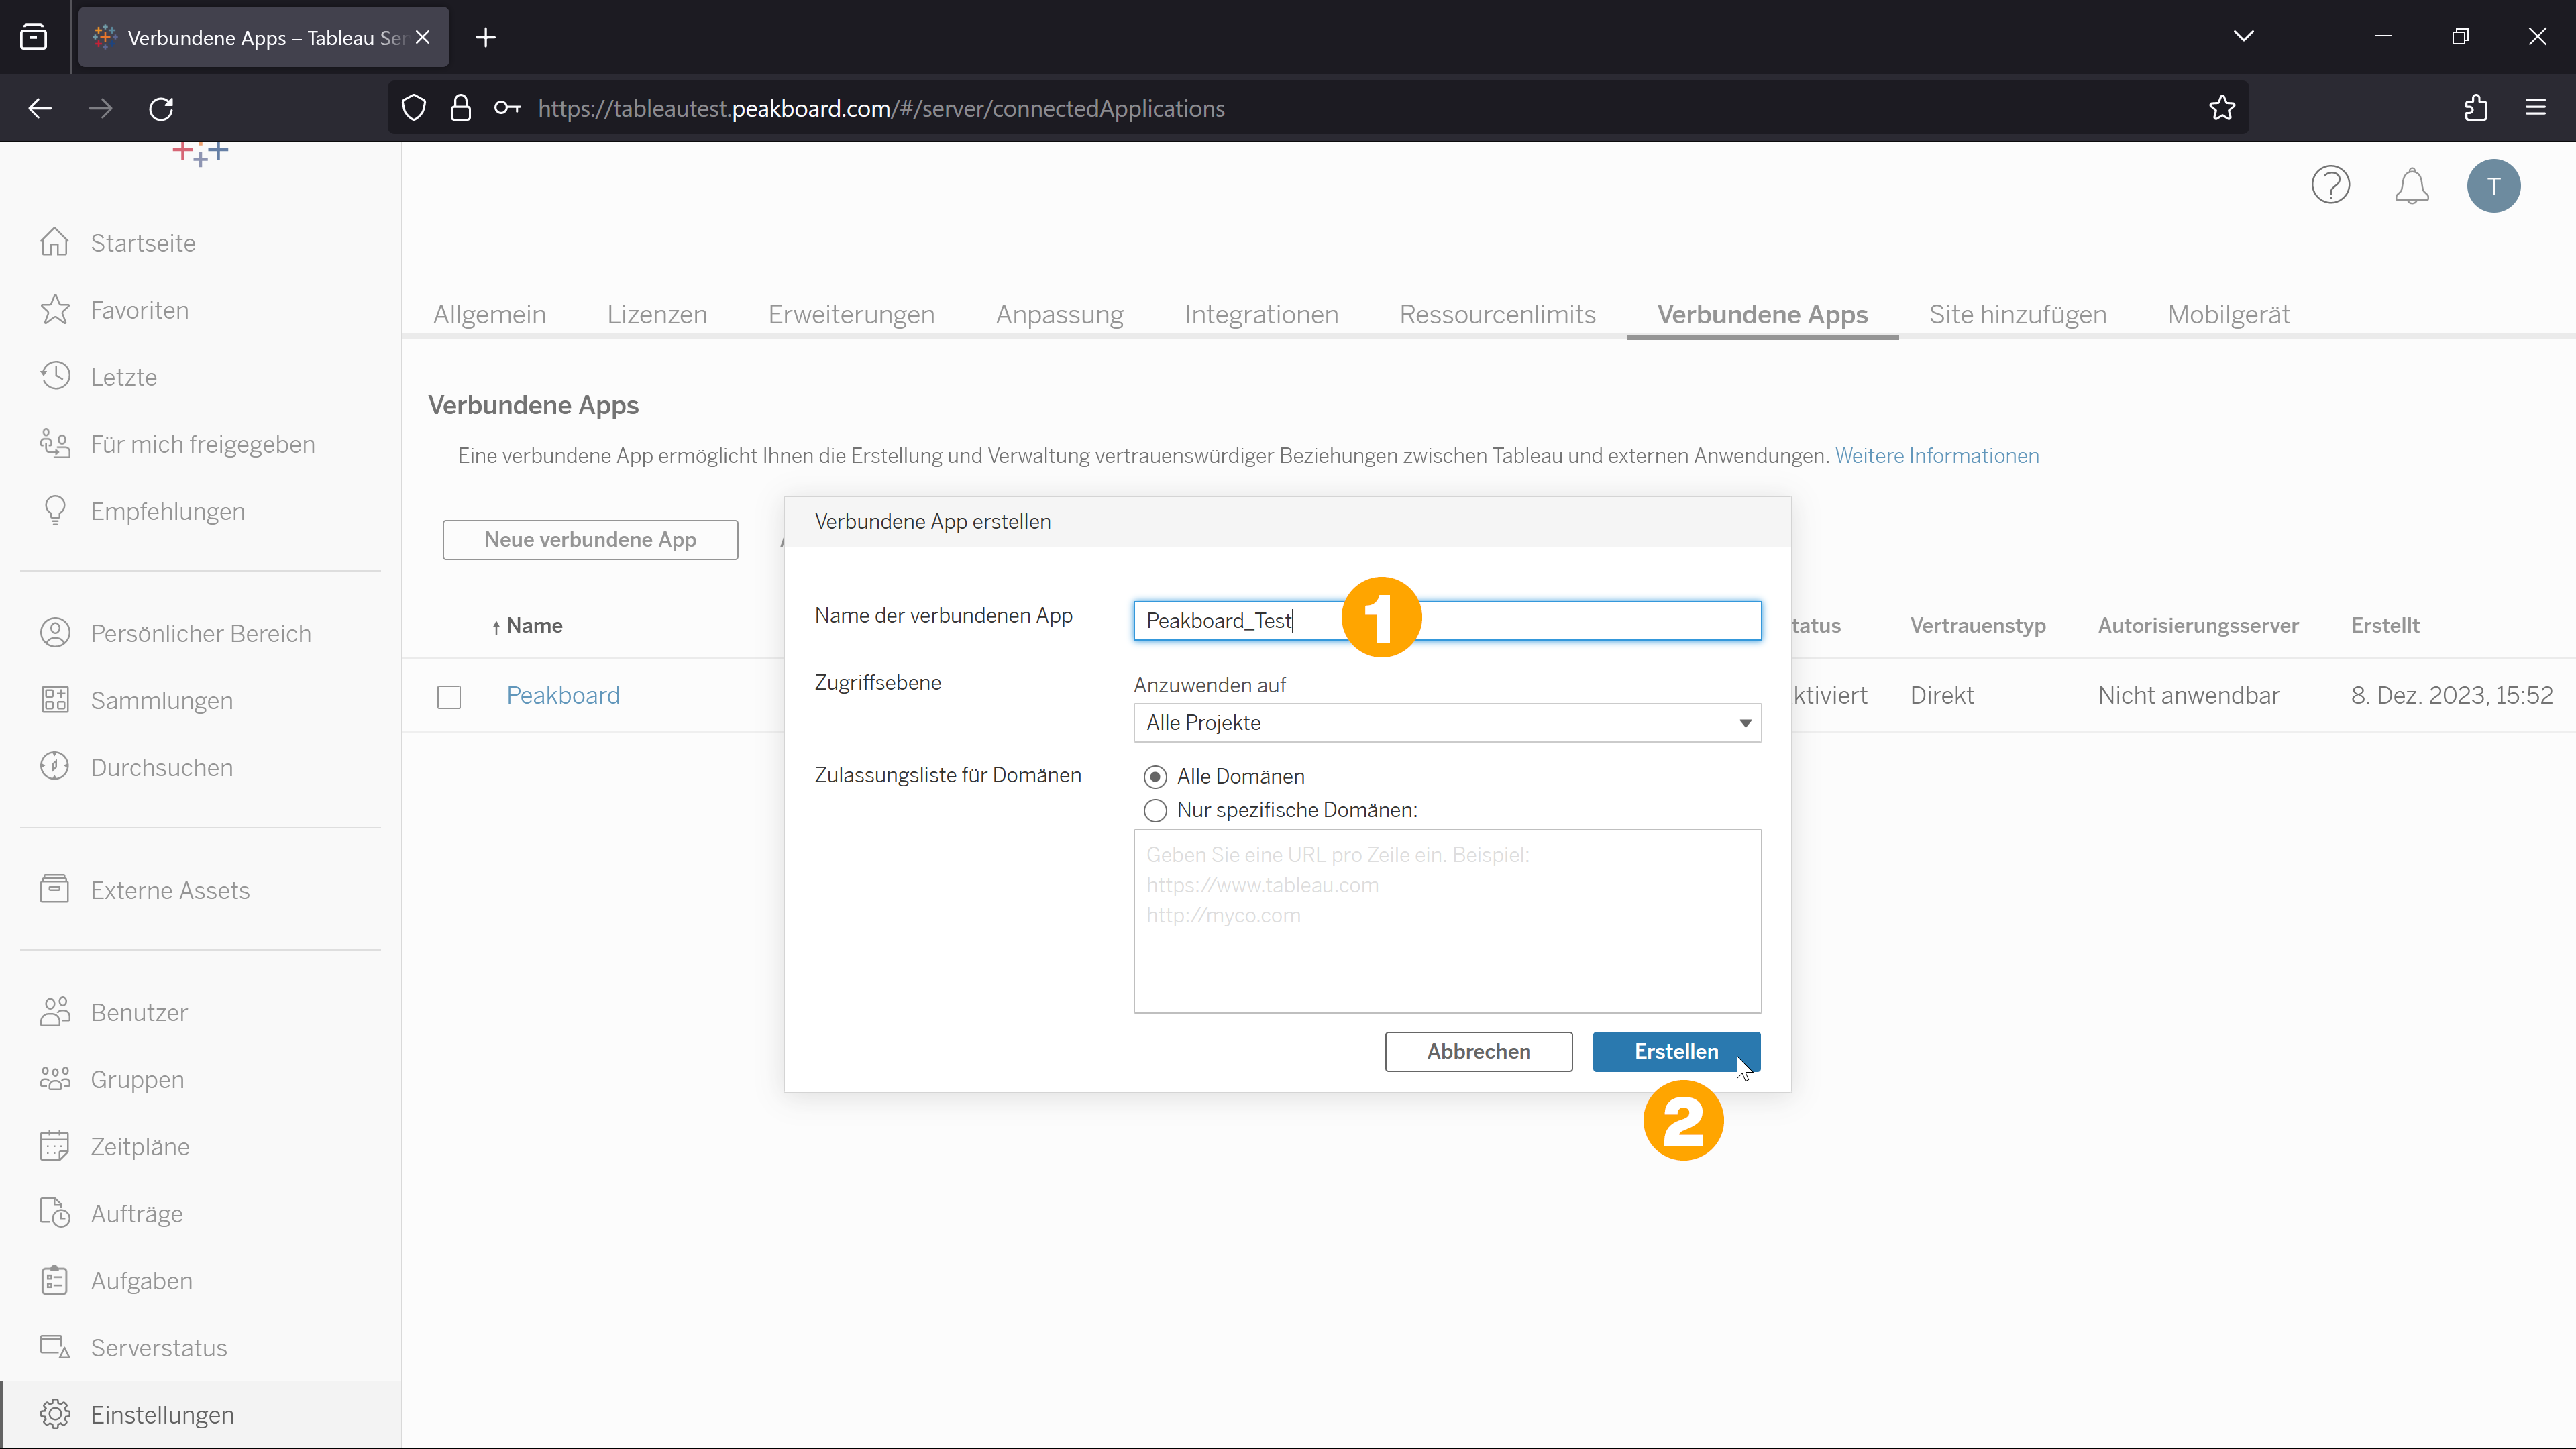 Verbundene Apps – Tableau Ser
https://tableautest.peakboard.com/#/server/connectedApplications
T
Startseite
Favoriten
Letzte
Für mich freigegeben
Empfehlungen
Persönlicher Bereich
Sammlungen
Durchsuchen
Externe Assets
Benutzer
Gruppen
Zeitpläne
Aufträge
Aufgaben
Serverstatus
Einstellungen
Allgemein Lizenzen Erweiterungen Anpassung Integrationen Ressourcenlimits Verbundene Apps Site hinzufügen Mobilgerät
Verbundene Apps
Eine verbundene App ermöglicht Ihnen die Erstellung und Verwaltung vertrauenswürdiger Beziehungen zwischen Tableau und externen Anwendungen. Weitere Informationen
Neue verbundene App
↑ Name tatus Vertrauenstyp Autorisierungsserver Erstellt
Peakboard ktiviert Direkt Nicht anwendbar 8. Dez. 2023, 15:52
Verbundene App erstellen
Name der verbundenen App Peakboard_Test 1
Zugriffsebene Anzuwenden auf
Alle Projekte
Zulassungsliste für Domänen Alle Domänen
Nur spezifische Domänen:
Geben Sie eine URL pro Zeile ein. Beispiel:
https://www.tableau.com
http://myco.com
Abbrechen Erstellen
2